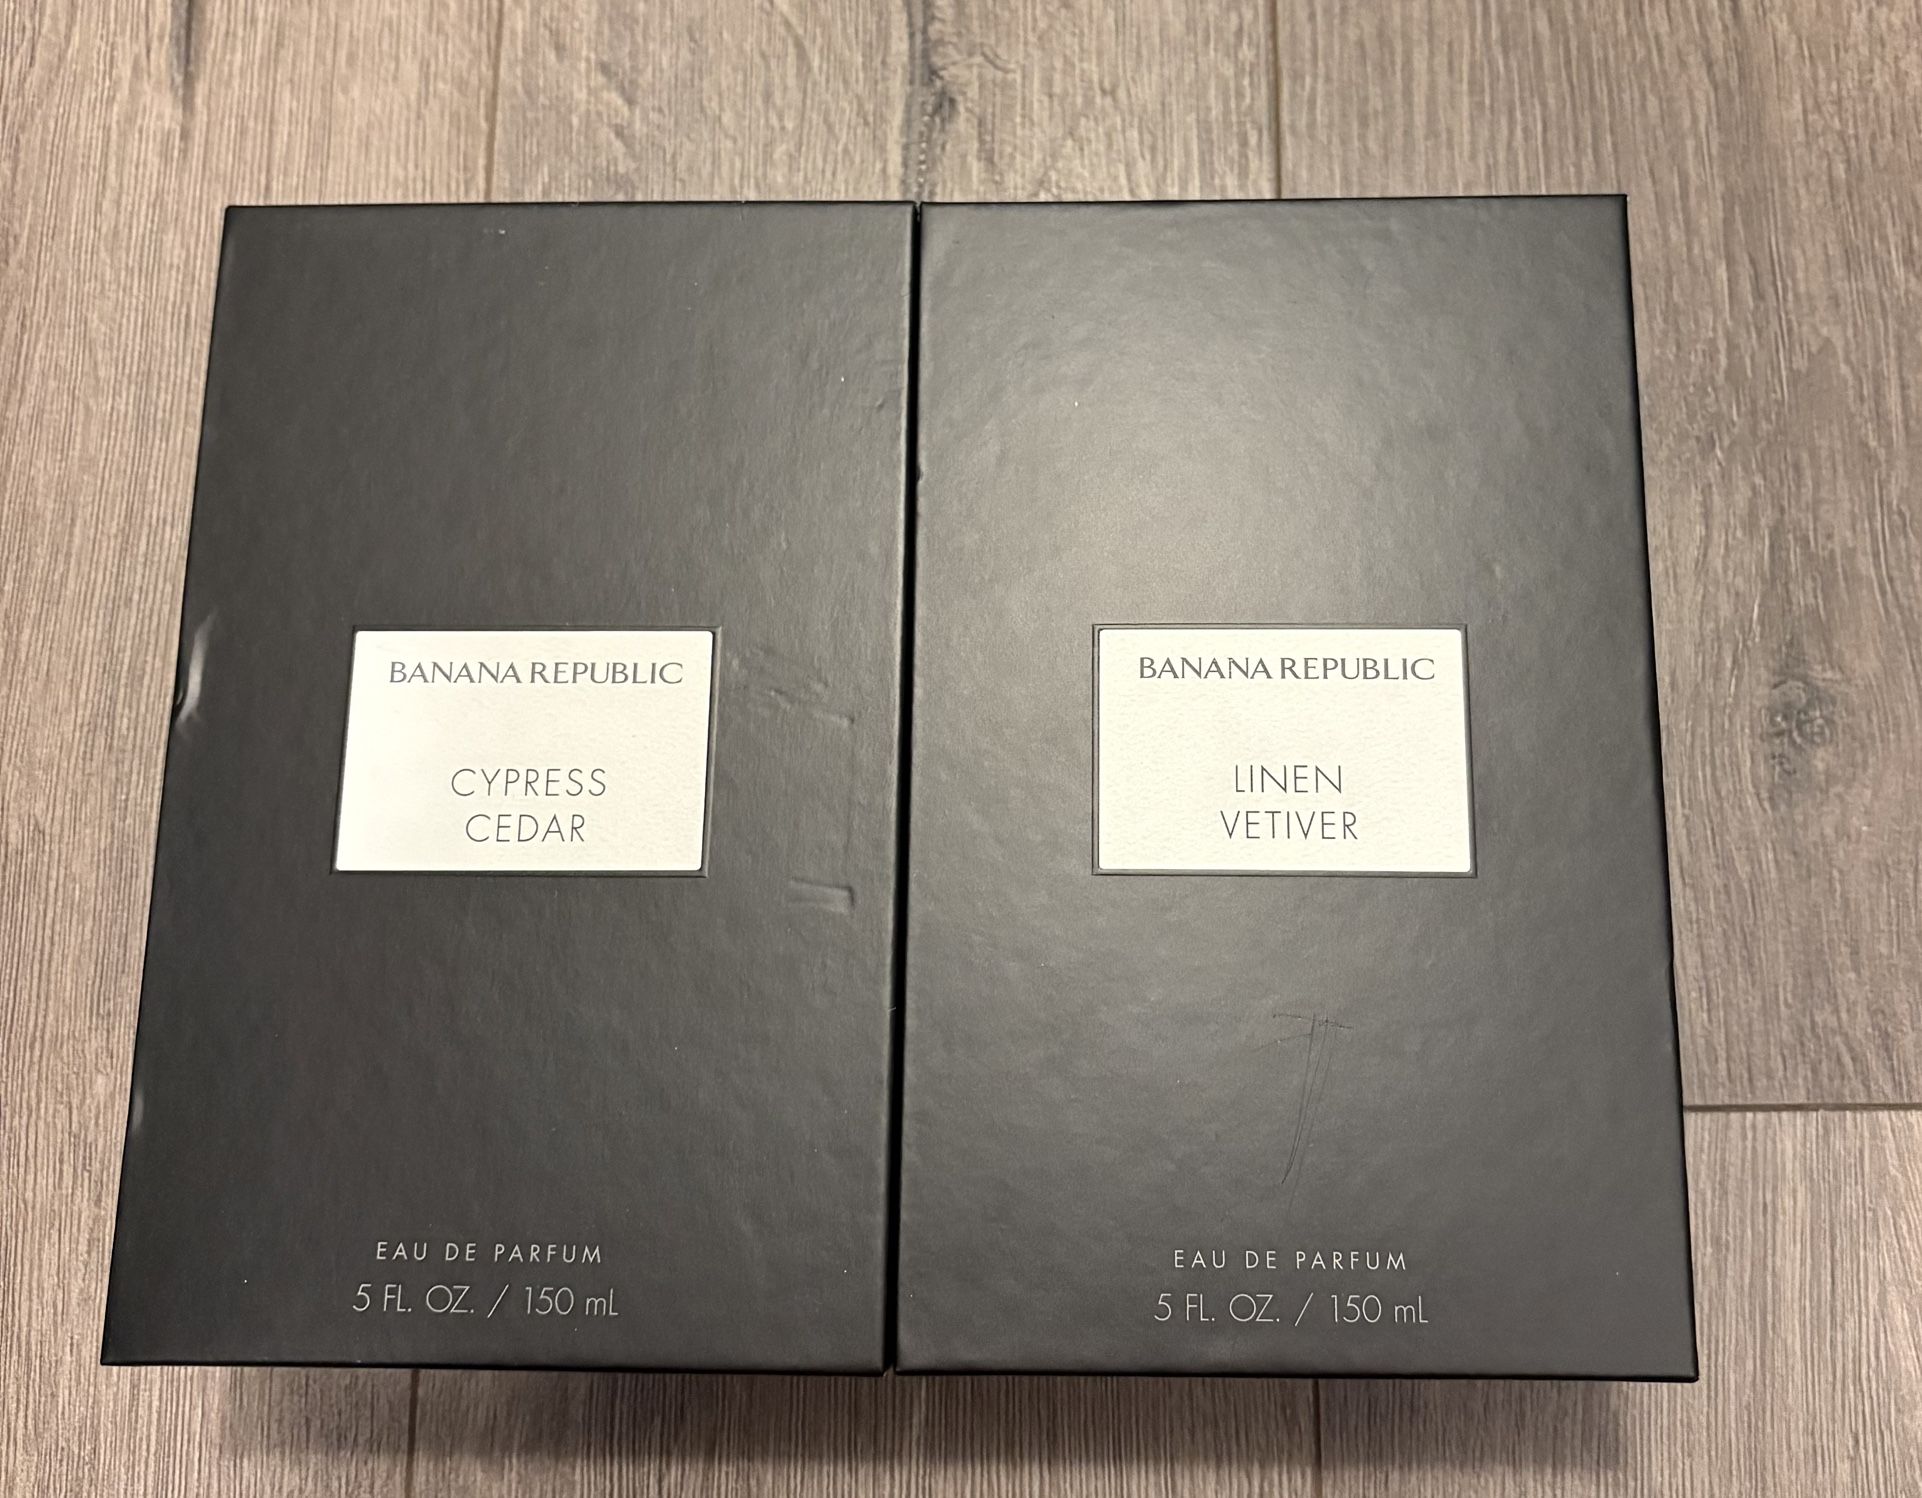 BANANA REPUBLIC
CYPRESS
CEDAR
EAU DE PARFUM
5 FL. OZ. / 150 mL
BANANA REPUBLIC
LINEN
VETIVER
EAU DE PARFUM
5 FL. OZ. / 150 mL